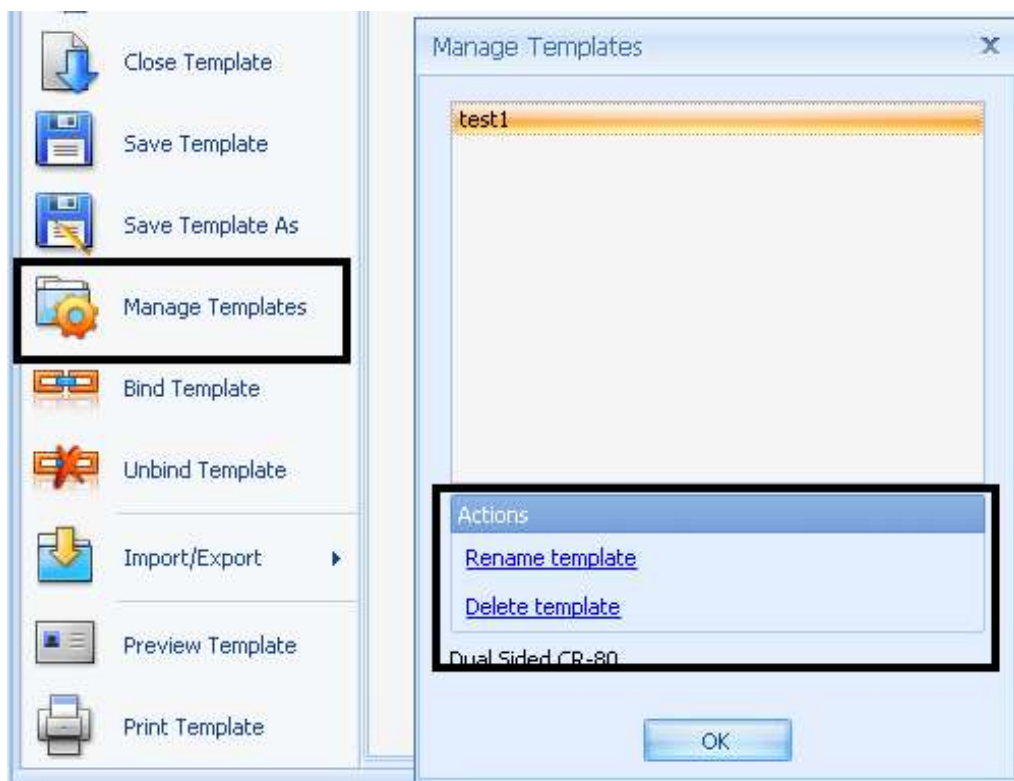 Close Template
Save Template
Save Template As
Manage Templates
Bind Template
Unbind Template
Import/Export
Preview Template
Print Template
Manage Templates
test1
Actions
Rename template
Delete template
Dual Sided CR-80
OK